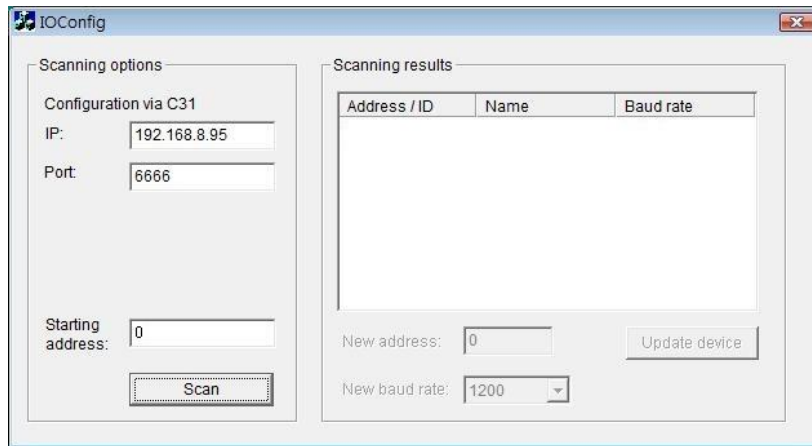 IOConfig
Scanning options
Configuration via C31
IP: 192.168.8.95
Port: 6666
Starting
address: 0
Scan
Scanning results
Address / ID Name Baud rate
New address: 0 Update device
New baud rate: 1200